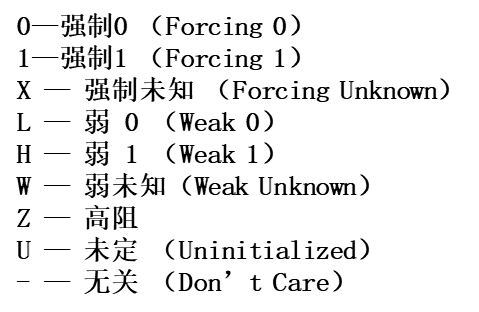 0—强制0 （Forcing 0）
1—强制1 （Forcing 1）
X — 强制未知 （Forcing Unknown）
L — 弱 0 （Weak 0）
H — 弱 1 （Weak 1）
W — 弱未知（Weak Unknown）
Z — 高阻
U — 未定 （Uninitialized）
- — 无关 （Don’t Care）